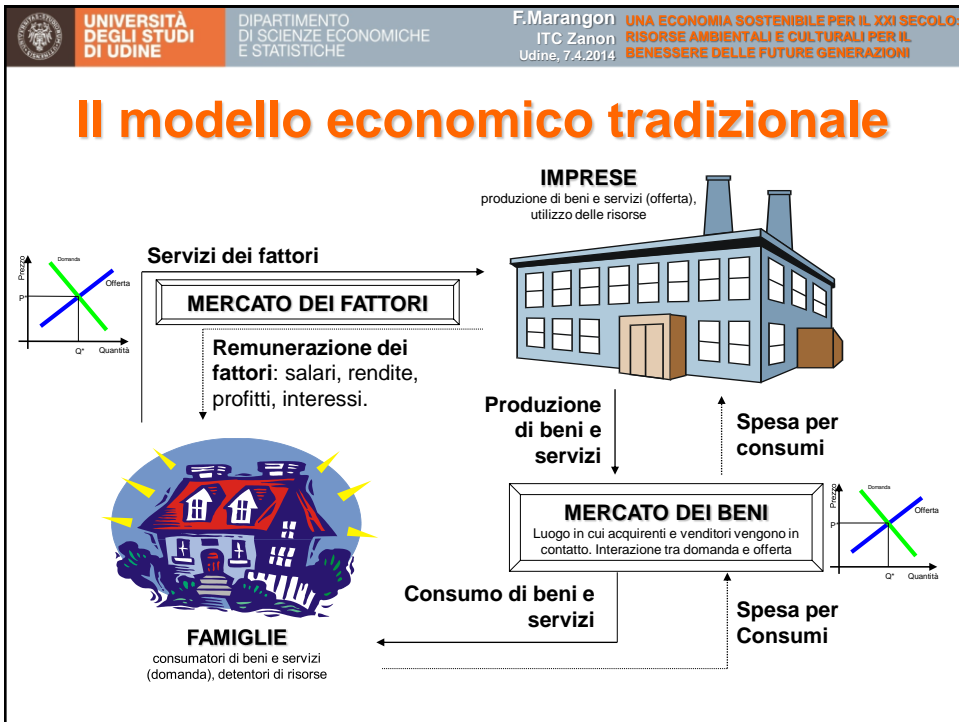 UNIVERSITÀ
DEGLI STUDI
DI UDINE
DIPARTIMENTO
DI SCIENZE ECONOMICHE
E STATISTICHE
F.Marangon
ITC Zanon
Udine, 7.4.2014
UNA ECONOMIA SOSTENIBILE PER IL XXI SECOLO:
RISORSE AMBIENTALI E CULTURALI PER IL
BENESSERE DELLE FUTURE GENERAZIONI
Il modello economico tradizionale
IMPRESE
produzione di beni e servizi (offerta),
utilizzo delle risorse
Servizi dei fattori
Prezzo
Domanda
Offerta
P*
Q*
Quantità
MERCATO DEI FATTORI
Remunerazione dei
fattori: salari, rendite,
profitti, interessi.
Produzione
di beni e
servizi
Spesa per
consumi
MERCATO DEI BENI
Luogo in cui acquirenti e venditori vengono in
contatto. Interazione tra domanda e offerta
Prezzo
Domanda
Offerta
P*
Q*
Quantità
Consumo di beni e
servizi
Spesa per
Consumi
FAMIGLIE
consumatori di beni e servizi
(domanda), detentori di risorse